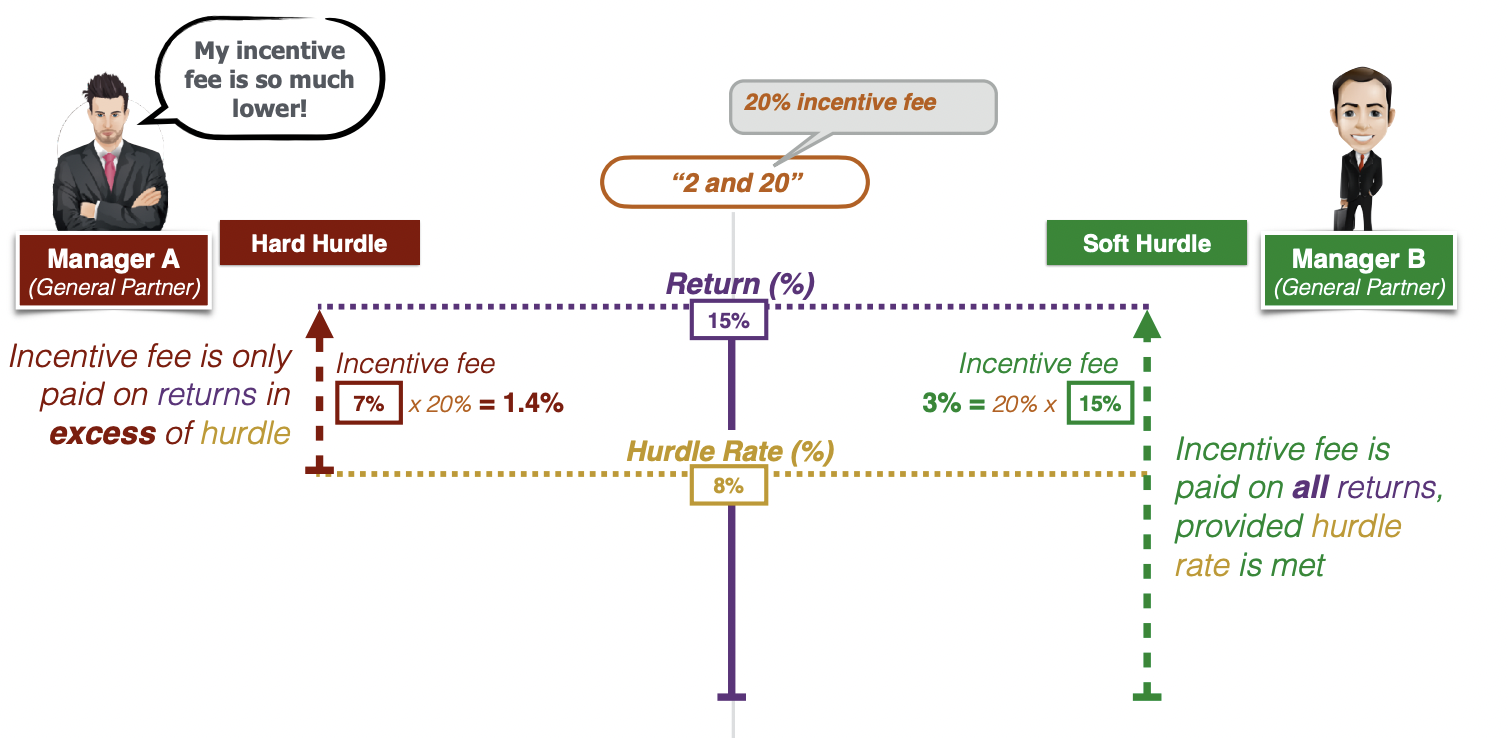 My incentive
fee is so much
lower!
20% incentive fee
“2 and 20”
Manager A
(General Partner)
Hard Hurdle
Soft Hurdle
Manager B
(General Partner)
Return (%)
15%
Incentive fee is only
paid on returns in
excess of hurdle
Incentive fee
7% x 20% = 1.4%
Incentive fee
3% = 20% x 15%
Hurdle Rate (%)
8%
Incentive fee is
paid on all returns,
provided hurdle
rate is met